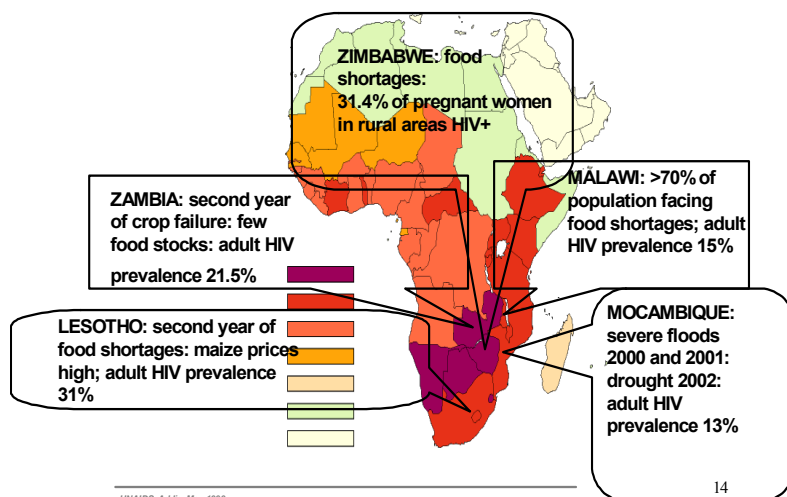 ZIMBABWE: food
shortages:
31.4% of pregnant women
in rural areas HIV+
ZAMBIA: second year
of crop failure: few
food stocks: adult HIV
prevalence 21.5%
MALAWI: >70% of
population facing
food shortages; adult
HIV prevalence 15%
LESOTHO: second year of
food shortages: maize prices
high; adult HIV prevalence
31%
MOCAMBIQUE:
severe floods
2000 and 2001:
drought 2002:
adult HIV
prevalence 13%
14